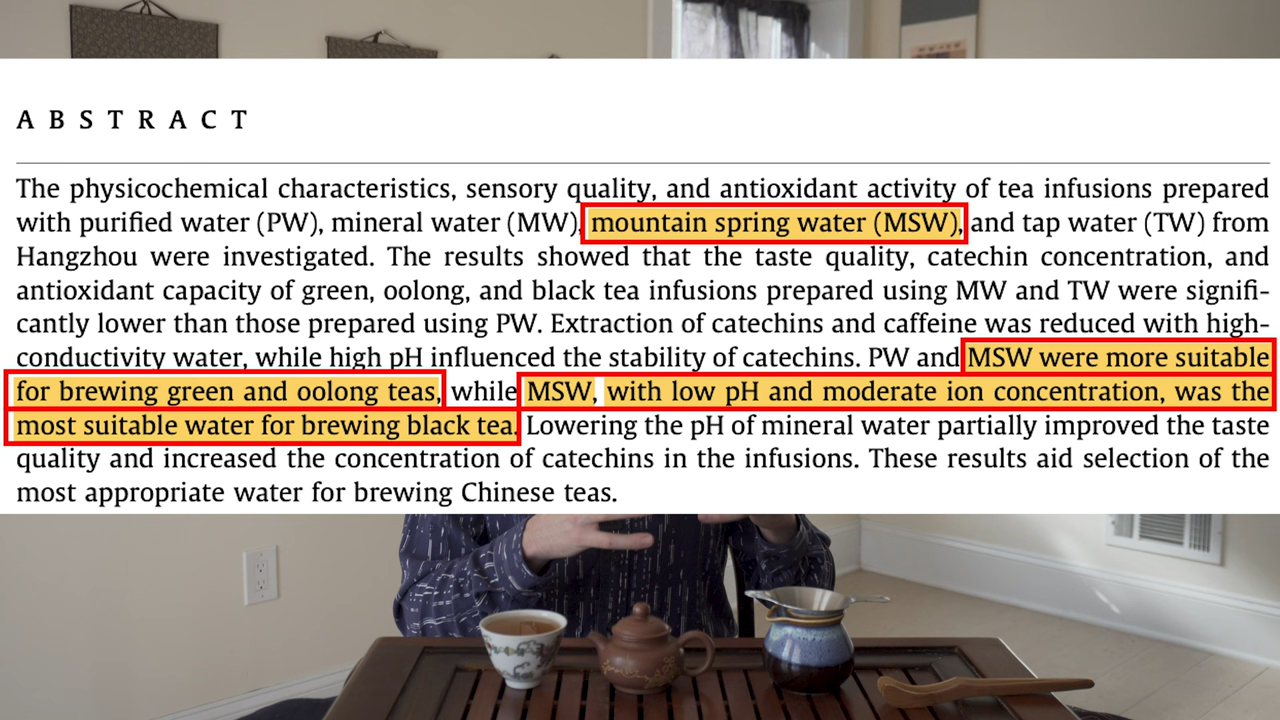 ABSTRACT
The physicochemical characteristics, sensory quality, and antioxidant activity of tea infusions prepared
with purified water (PW), mineral water (MW), mountain spring water (MSW), and tap water (TW) from
Hangzhou were investigated. The results showed that the taste quality, catechin concentration, and
antioxidant capacity of green, oolong, and black tea infusions prepared using MW and TW were signifi-
cantly lower than those prepared using PW. Extraction of catechins and caffeine was reduced with high-
conductivity water, while high pH influenced the stability of catechins. PW and MSW were more suitable
for brewing green and oolong teas, while MSW, with low pH and moderate ion concentration, was the
most suitable water for brewing black tea. Lowering the pH of mineral water partially improved the taste
quality and increased the concentration of catechins in the infusions. These results aid selection of the
most appropriate water for brewing Chinese teas.